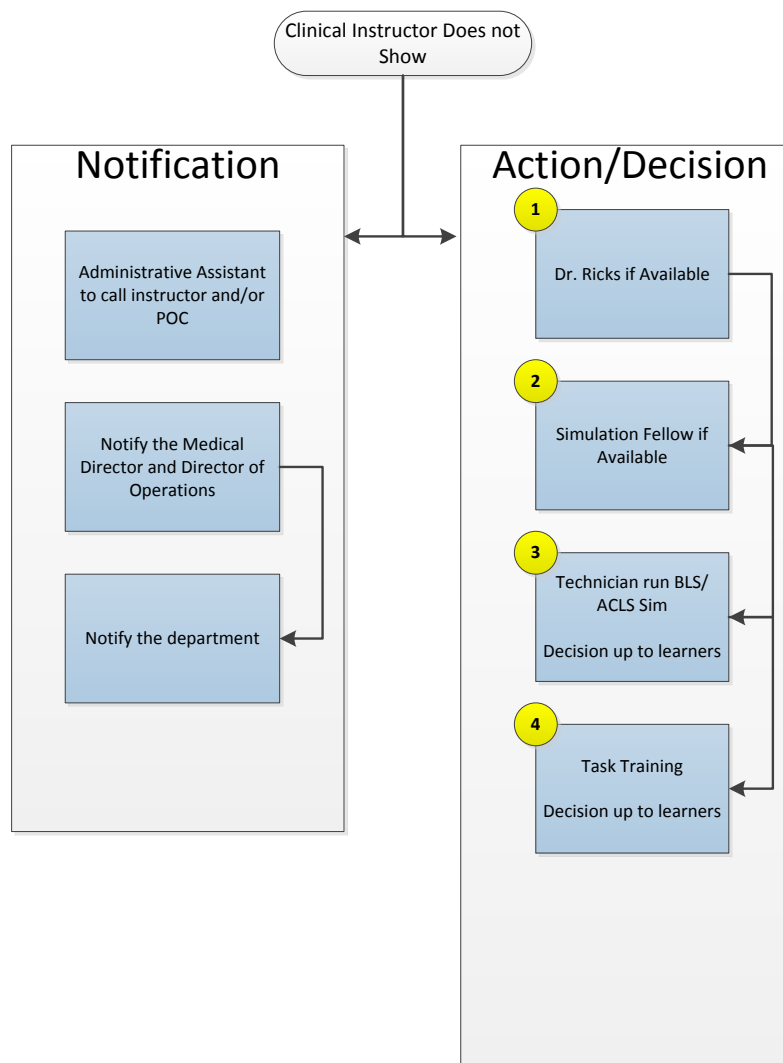 Clinical Instructor Does not
Show
Notification
Administrative Assistant
to call instructor and/or
POC
Notify the Medical
Director and Director of
Operations
Notify the department
Action/Decision
1
Dr. Ricks if Available
2
Simulation Fellow if
Available
3
Technician run BLS/
ACLS Sim
Decision up to learners
4
Task Training
Decision up to learners